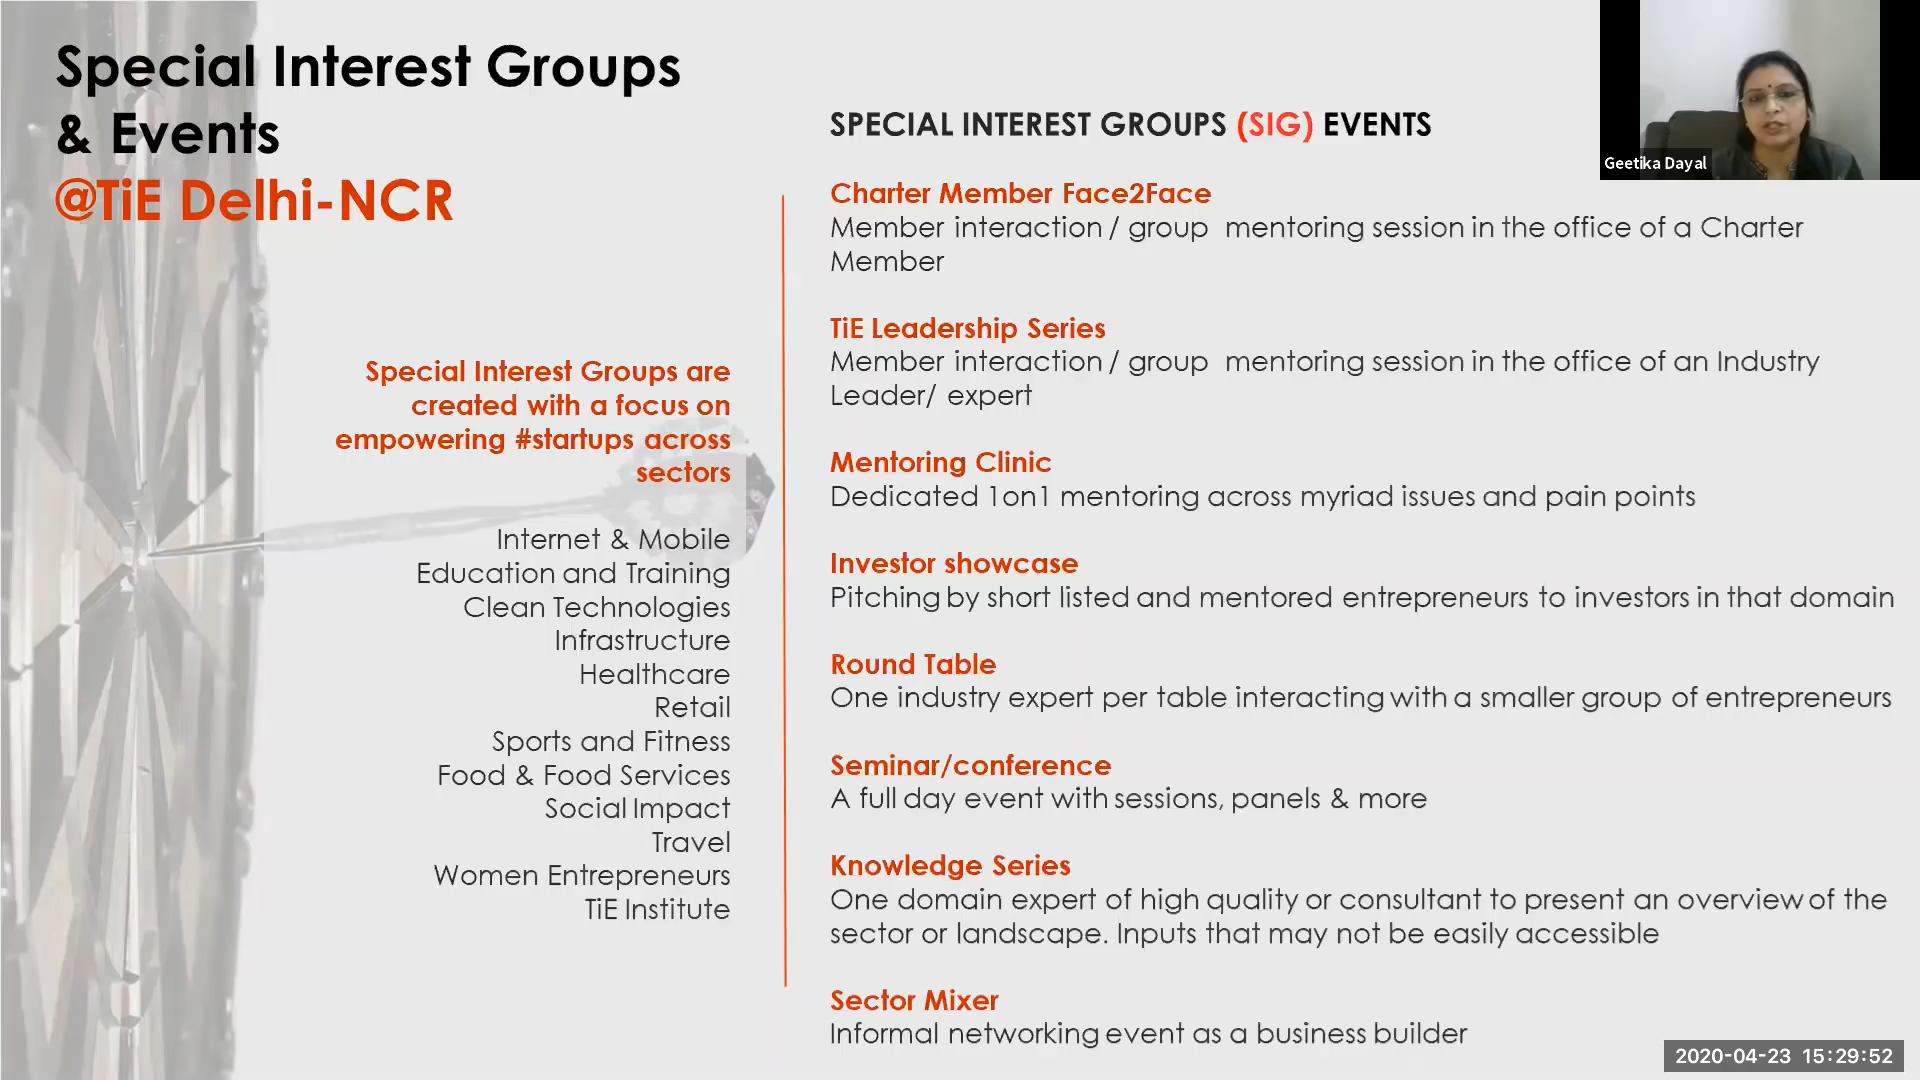 Special Interest Groups
& Events
@TiE Delhi-NCR
Special Interest Groups are
created with a focus on
empowering #startups across
sectors
Internet & Mobile
Education and Training
Clean Technologies
Infrastructure
Healthcare
Retail
Sports and Fitness
Food & Food Services
Social Impact
Travel
Women Entrepreneurs
TiE Institute
SPECIAL INTEREST GROUPS (SIG) EVENTS
Charter Member Face2Face
Member interaction / group mentoring session in the office of a Charter
Member
TiE Leadership Series
Member interaction / group mentoring session in the office of an Industry
Leader/ expert
Mentoring Clinic
Dedicated 1on1 mentoring across myriad issues and pain points
Investor showcase
Pitching by short listed and mentored entrepreneurs to investors in that domain
Round Table
One industry expert per table interacting with a smaller group of entrepreneurs
Seminar/conference
A full day event with sessions, panels & more
Knowledge Series
One domain expert of high quality or consultant to present an overview of the
sector or landscape. Inputs that may not be easily accessible
Sector Mixer
Informal networking event as a business builder
Geetika Dayal
2020-04-23 15:29:52